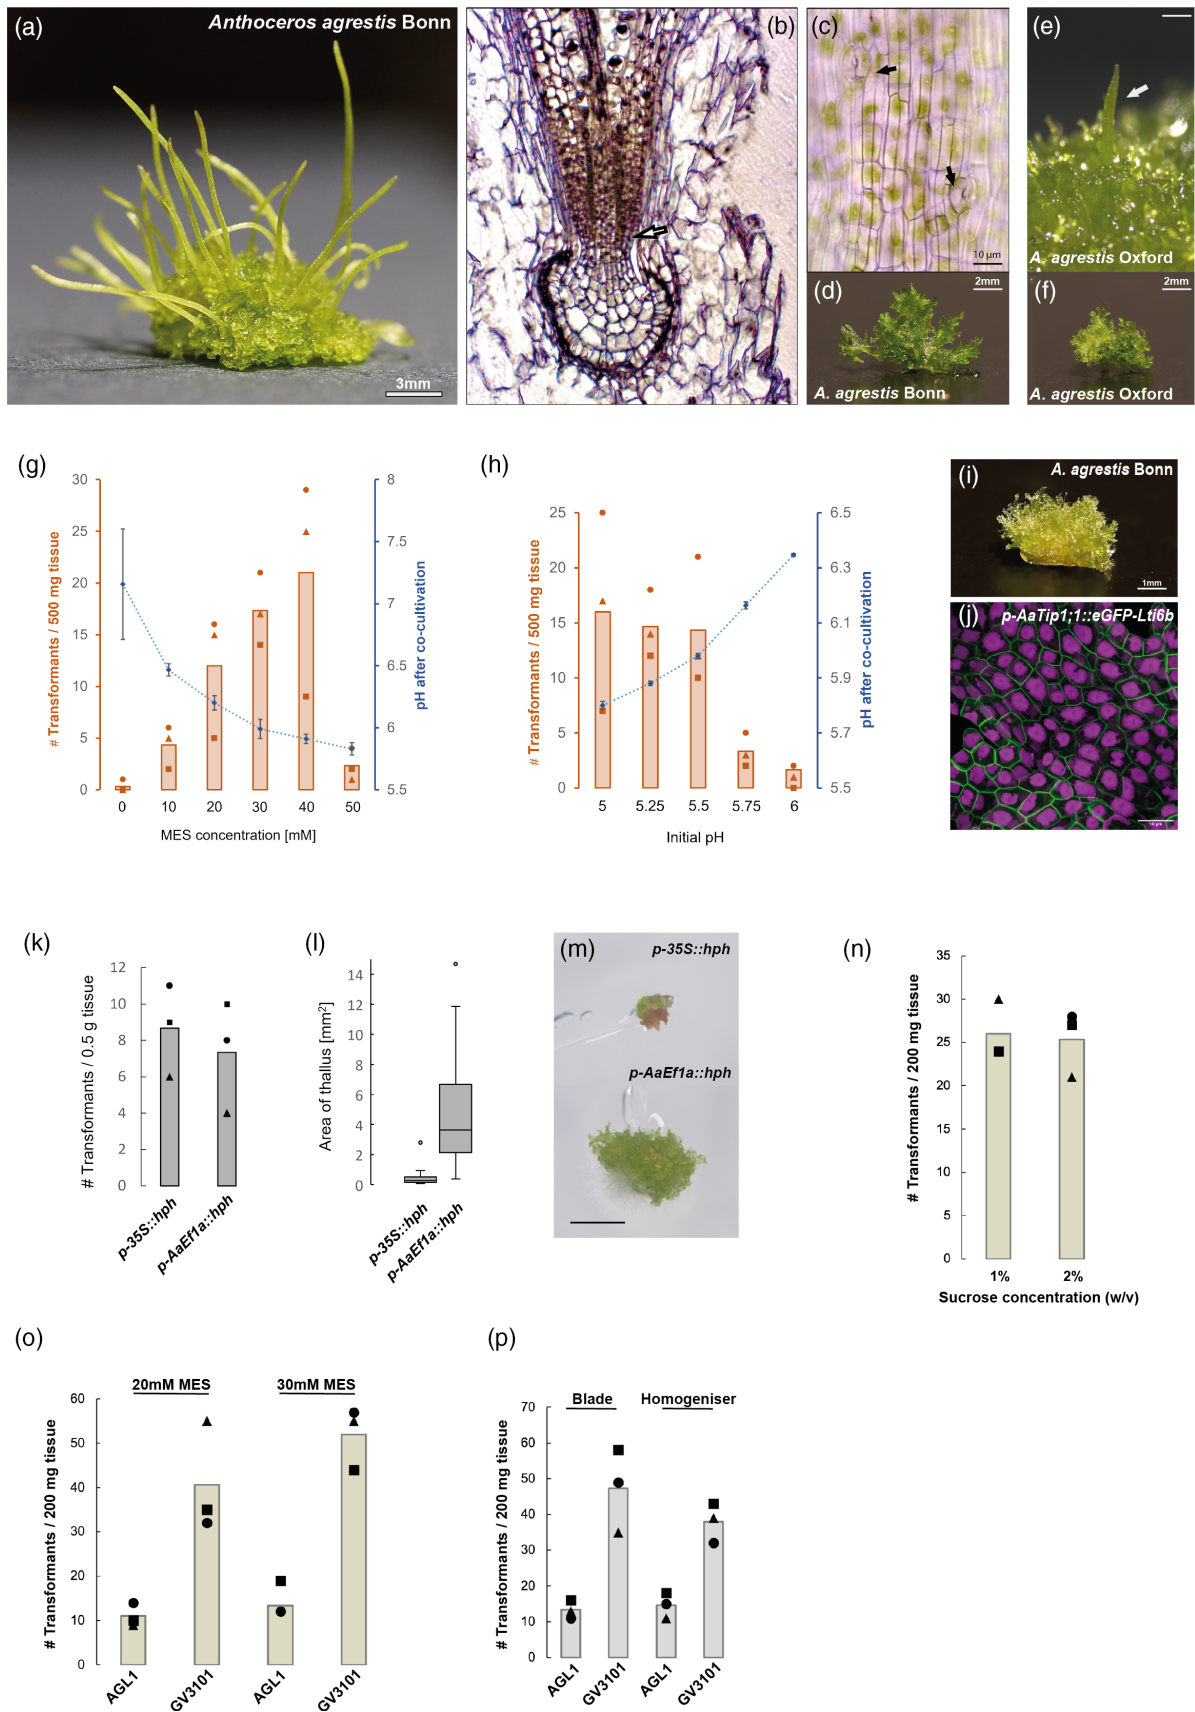 (a)
Anthoceros agrestis Bonn
3mm
(b)
(c)
10 µm
(d)
2mm
A. agrestis Bonn
(e)
A. agrestis Oxford
(f)
2mm
A. agrestis Oxford
(g)
# Transformants / 500 mg tissue
30
25
20
15
10
5
0
8
7.5
7
6.5
6
5.5
pH after co-cultivation
0 10 20 30 40 50
MES concentration [mM]
(h)
# Transformants / 500 mg tissue
25
20
15
10
5
0
6.5
6.3
6.1
5.9
5.7
5.5
pH after co-cultivation
5 5.25 5.5 5.75 6
Initial pH
(i)
A. agrestis Bonn
1mm
(j)
p-AaTip1;1::eGFP-Lti6b
(k)
# Transformants / 0.5 g tissue
12
10
8
6
4
2
0
p-35S::hph
p-AaEf1a::hph
(l)
Area of thallus [mm²]
14
12
10
8
6
4
2
0
p-35S::hph
p-AaEf1a::hph
(m)
p-35S::hph
p-AaEf1a::hph
(n)
# Transformants / 200 mg tissue
35
30
25
20
15
10
5
0
1% 2%
Sucrose concentration (w/v)
(o)
20mM MES 30mM MES
# Transformants / 200 mg tissue
60
50
40
30
20
10
0
AGL1 GV3101 AGL1 GV3101
(p)
Blade Homogeniser
# Transformants / 200 mg tissue
70
60
50
40
30
20
10
0
AGL1 GV3101 AGL1 GV3101